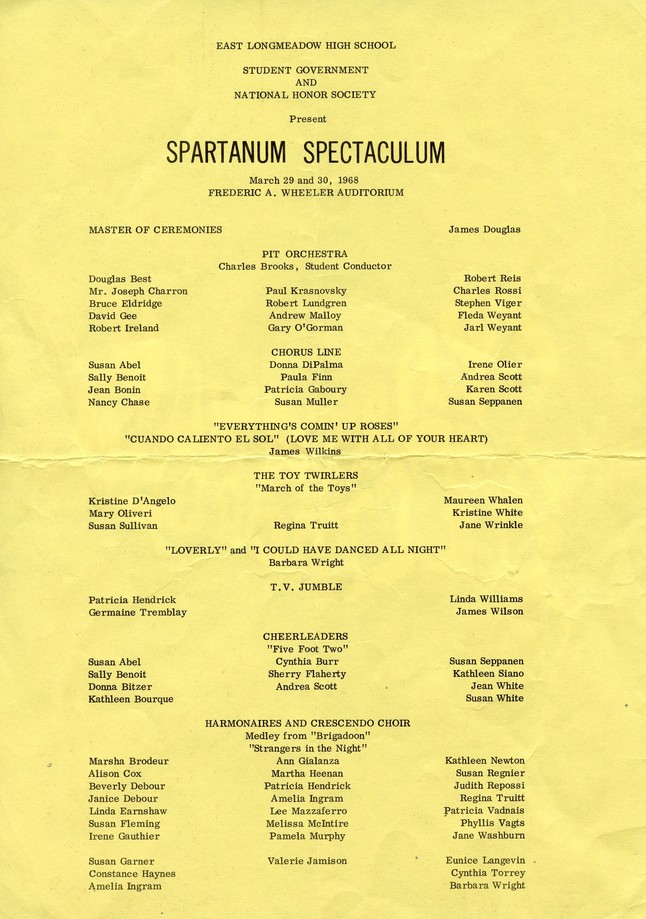 EAST LONGMEADOW HIGH SCHOOL
STUDENT GOVERNMENT
AND
NATIONAL HONOR SOCIETY
Present
SPARTANUM SPECTACULUM
March 29 and 30, 1968
FREDERIC A. WHEELER AUDITORIUM
MASTER OF CEREMONIES James Douglas
PIT ORCHESTRA
Charles Brooks, Student Conductor
Douglas Best Robert Reis
Mr. Joseph Charron Paul Krasnovsky Charles Rossi
Bruce Eldridge Robert Lundgren Stephen Viger
David Gee Andrew Malloy Fleda Weyant
Robert Ireland Gary O'Gorman Jarl Weyant
CHORUS LINE
Susan Abel Donna DiPalma Irene Olier
Sally Benoit Paula Finn Andrea Scott
Jean Bonin Patricia Gaboury Karen Scott
Nancy Chase Susan Muller Susan Seppanen
"EVERYTHING'S COMIN' UP ROSES"
"CUANDO CALIENTO EL SOL" (LOVE ME WITH ALL OF YOUR HEART)
James Wilkins
THE TOY TWIRLERS
"March of the Toys"
Kristine D'Angelo Maureen Whalen
Mary Oliveri Kristine White
Susan Sullivan Regina Truitt Jane Wrinkle
"LOVERLY" and "I COULD HAVE DANCED ALL NIGHT"
Barbara Wright
T.V. JUMBLE
Patricia Hendrick Linda Williams
Germaine Tremblay James Wilson
CHEERLEADERS
"Five Foot Two"
Susan Abel Cynthia Burr Susan Seppanen
Sally Benoit Sherry Flaherty Kathleen Siano
Donna Bitzer Andrea Scott Jean White
Kathleen Bourque Susan White
HARMONAIRES AND CRESCENDO CHOIR
Medley from "Brigadoon"
"Strangers in the Night"
Marsha Brodeur Ann Gialanza Kathleen Newton
Alison Cox Martha Heenan Susan Regnier
Beverly Debour Patricia Hendrick Judith Repossi
Janice Debour Amelia Ingram Regina Truitt
Linda Earnshaw Lee Mazzaferro Patricia Vadnais
Susan Fleming Melissa McIntire Phyllis Vagts
Irene Gauthier Pamela Murphy Jane Washburn
Susan Garner Valerie Jamison Eunice Langevin
Constance Haynes Cynthia Torrey
Amelia Ingram Barbara Wright